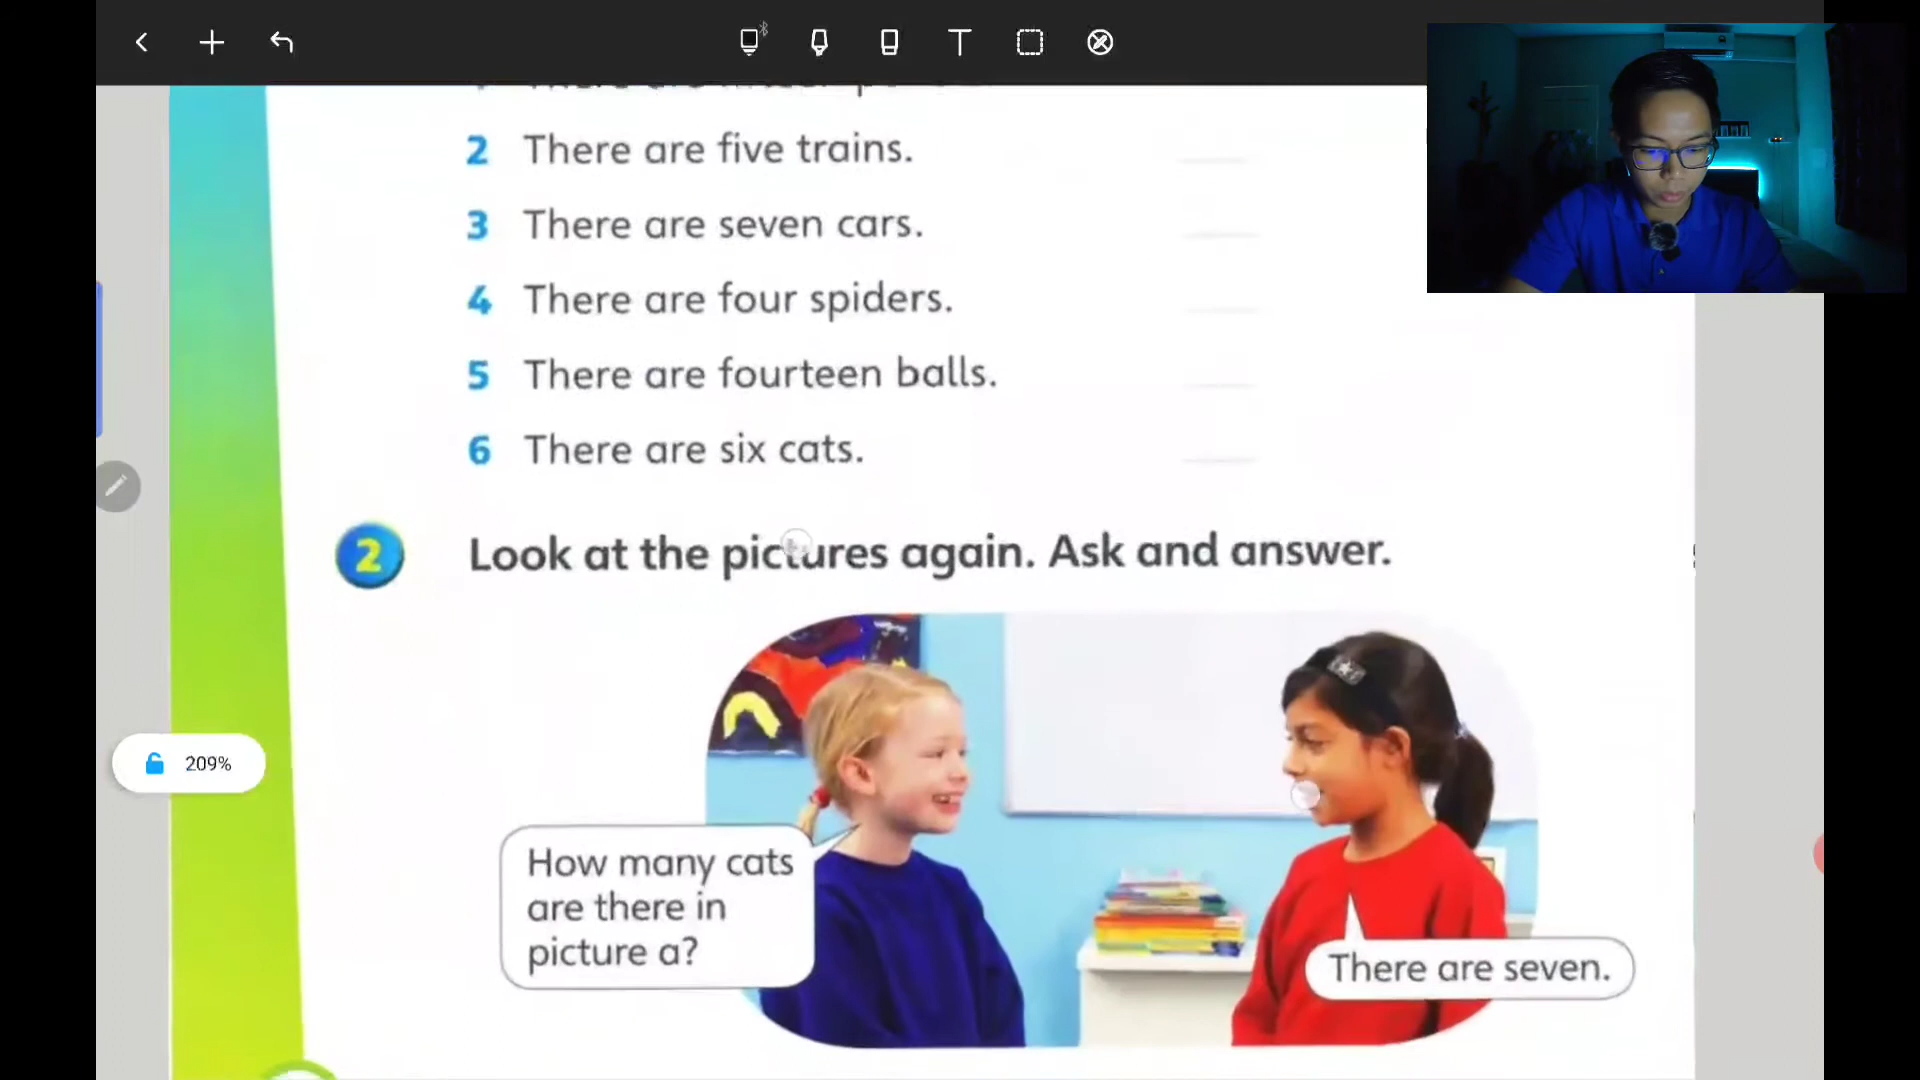 2 There are five trains.
3 There are seven cars.
4 There are four spiders.
5 There are fourteen balls.
6 There are six cats.
2 Look at the pictures again. Ask and answer.
How many cats
are there in
picture a?
There are seven.
209%